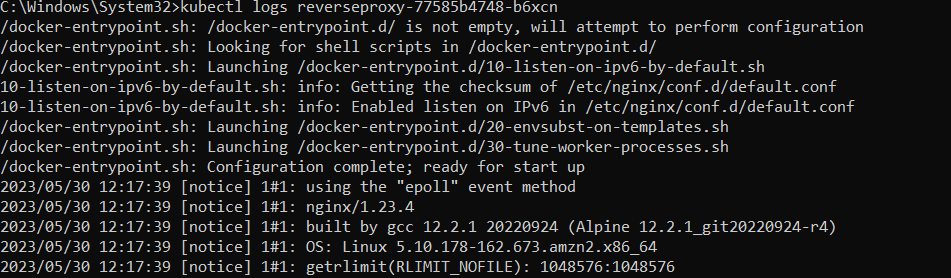 C:\Windows\System32>kubectl logs reverseproxy-77585b4748-b6xcn
/docker-entrypoint.sh: /docker-entrypoint.d/ is not empty, will attempt to perform configuration
/docker-entrypoint.sh: Looking for shell scripts in /docker-entrypoint.d/
/docker-entrypoint.sh: Launching /docker-entrypoint.d/10-listen-on-ipv6-by-default.sh
10-listen-on-ipv6-by-default.sh: info: Getting the checksum of /etc/nginx/conf.d/default.conf
10-listen-on-ipv6-by-default.sh: info: Enabled listen on IPv6 in /etc/nginx/conf.d/default.conf
/docker-entrypoint.sh: Launching /docker-entrypoint.d/20-envsubst-on-templates.sh
/docker-entrypoint.sh: Launching /docker-entrypoint.d/30-tune-worker-processes.sh
/docker-entrypoint.sh: Configuration complete; ready for start up
2023/05/30 12:17:39 [notice] 1#1: using the "epoll" event method
2023/05/30 12:17:39 [notice] 1#1: nginx/1.23.4
2023/05/30 12:17:39 [notice] 1#1: built by gcc 12.2.1 20220924 (Alpine 12.2.1_git20220924-r4)
2023/05/30 12:17:39 [notice] 1#1: OS: Linux 5.10.178-162.673.amzn2.x86_64
2023/05/30 12:17:39 [notice] 1#1: getrlimit(RLIMIT_NOFILE): 1048576:1048576